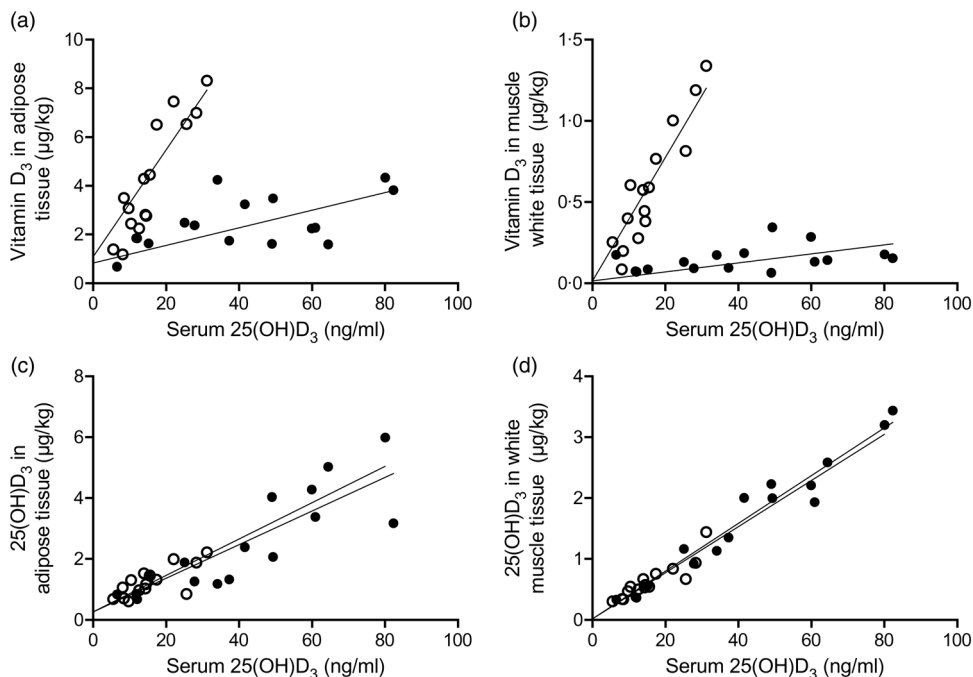 (a)
Vitamin D3 in adipose
tissue (µg/kg)
10
8
6
4
2
0
0
20
40
60
80
100
Serum 25(OH)D3 (ng/ml)
(b)
Vitamin D3 in muscle
white tissue (µg/kg)
1·5
1·0
0·5
0·0
0
20
40
60
80
100
Serum 25(OH)D3 (ng/ml)
(c)
25(OH)D3 in
adipose tissue (µg/kg)
8
6
4
2
0
0
20
40
60
80
100
Serum 25(OH)D3 (ng/ml)
(d)
25(OH)D3 in white
muscle tissue (µg/kg)
4
3
2
1
0
0
20
40
60
80
100
Serum 25(OH)D3 (ng/ml)